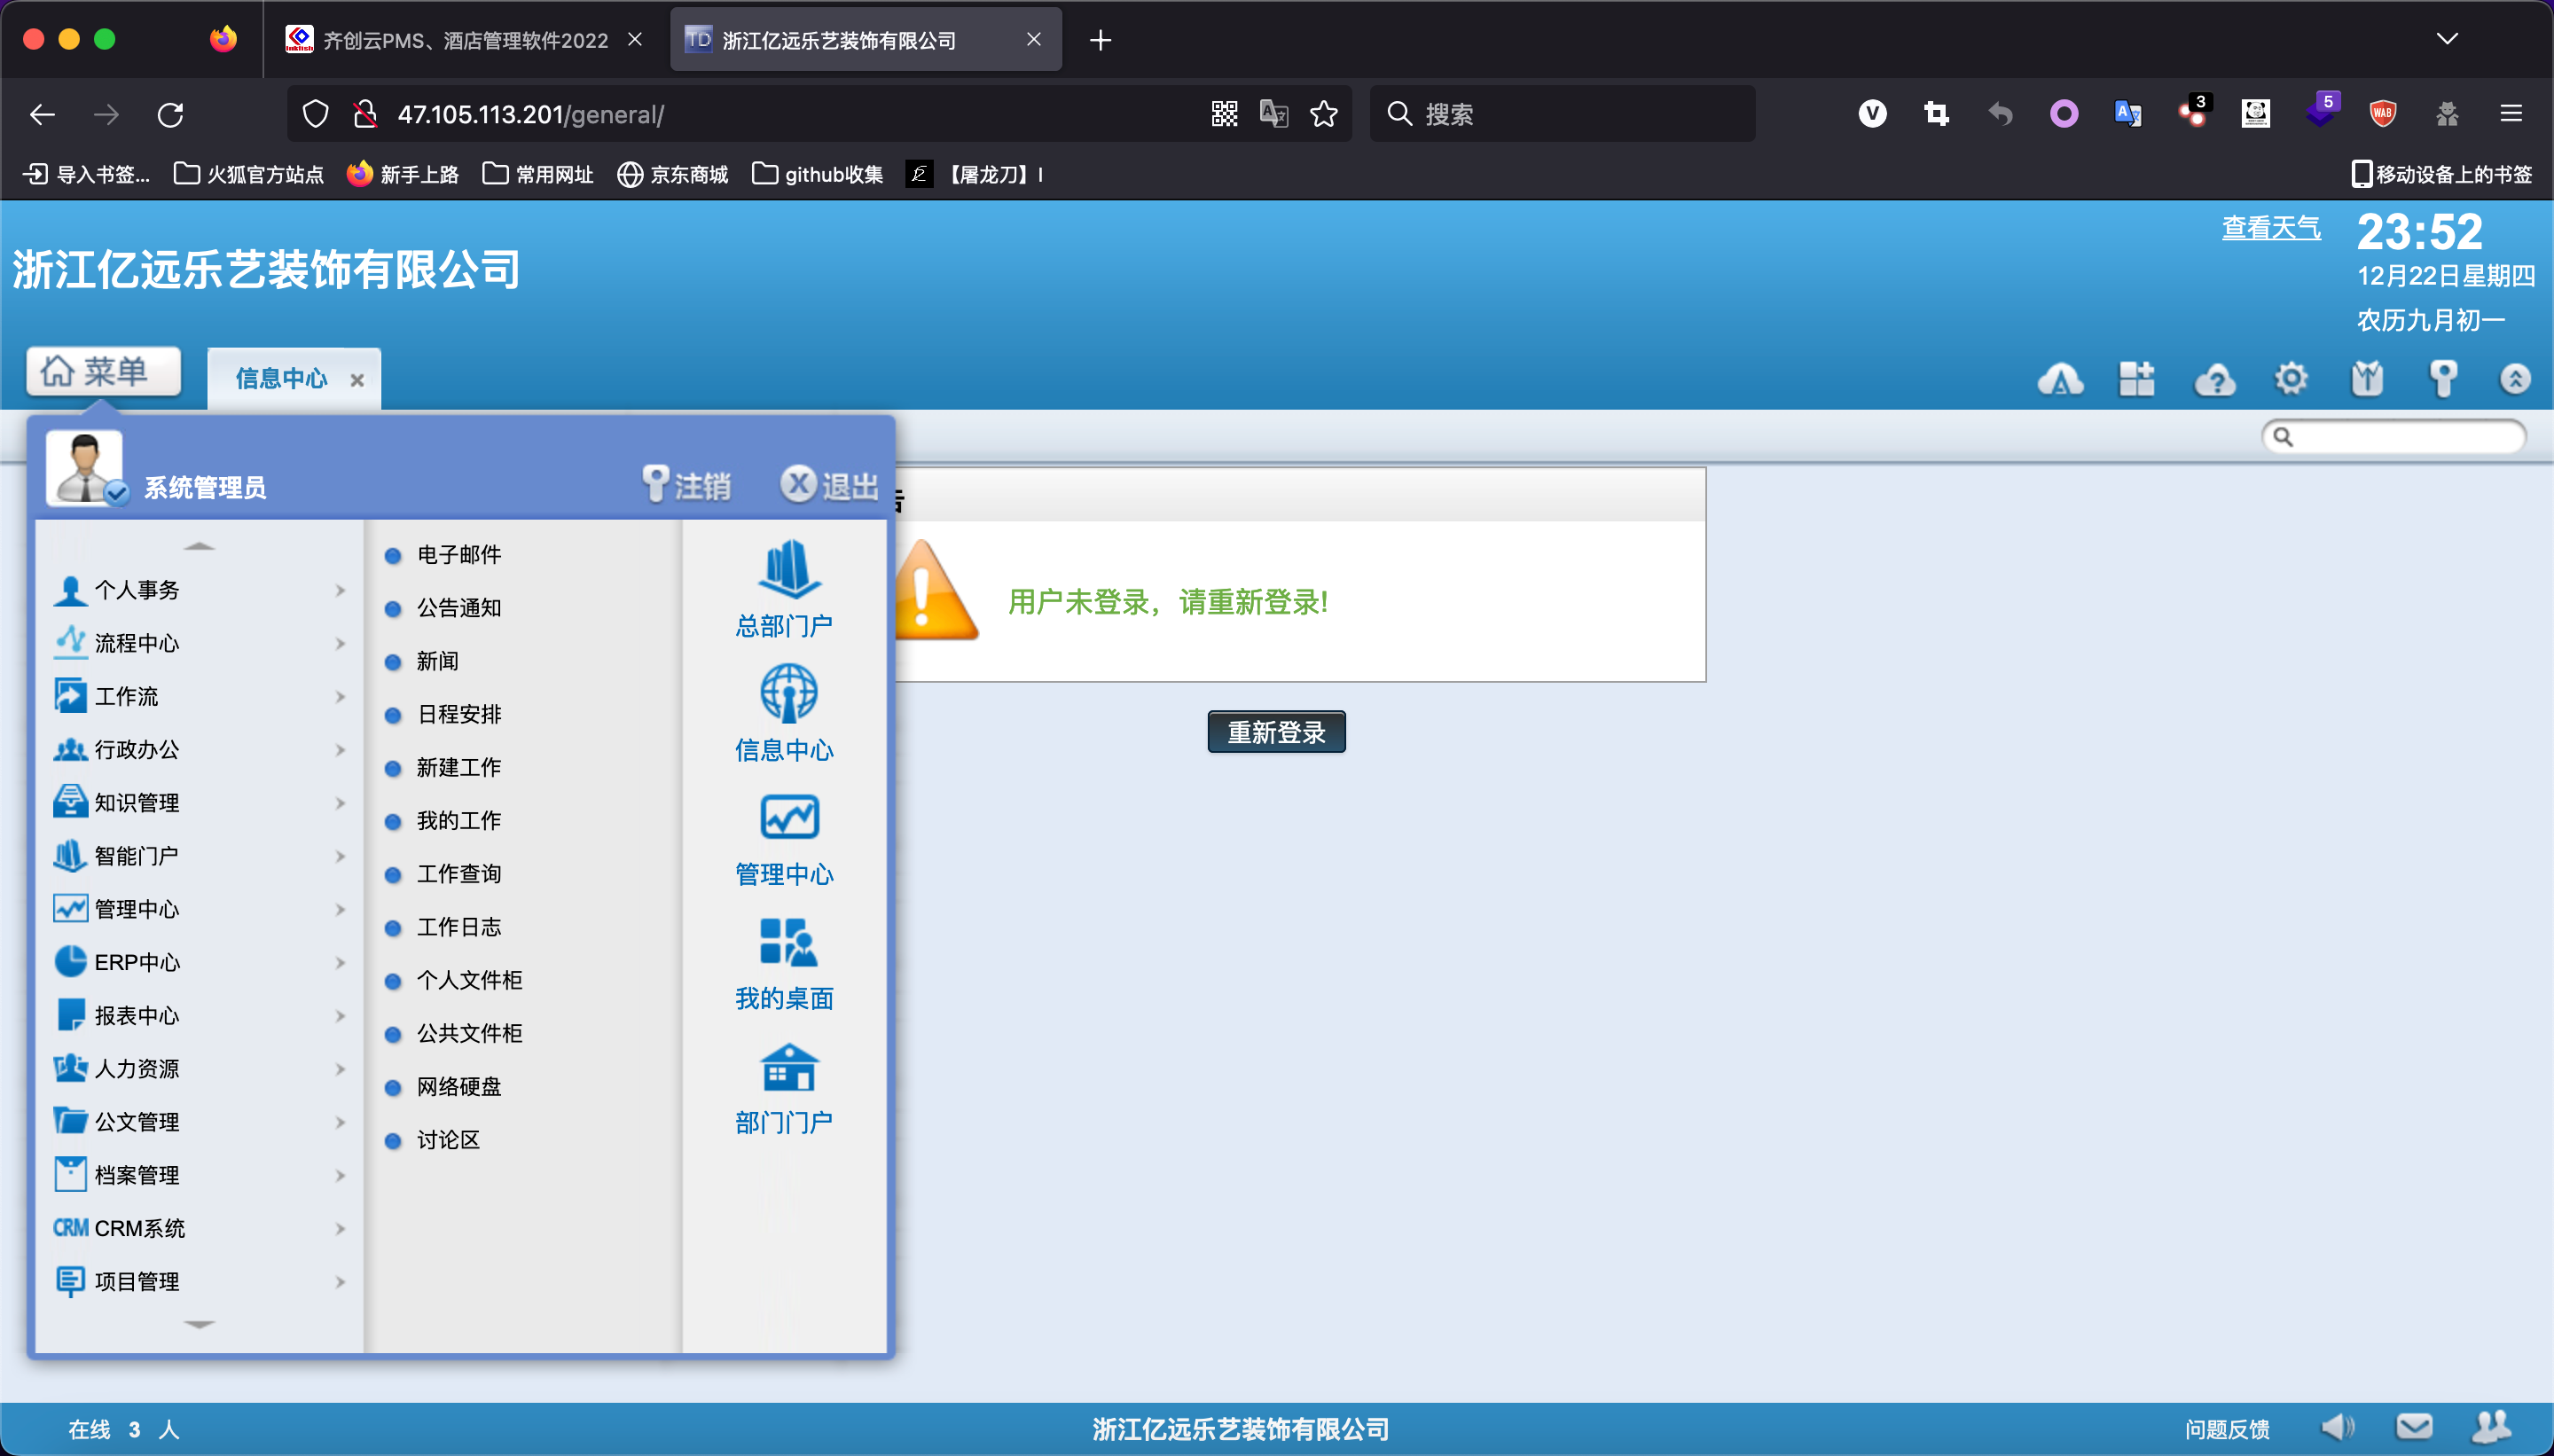 齐创云PMS、酒店管理软件2022
TD 浙江亿远乐艺装饰有限公司
47.105.113.201/general/
搜索
V
3
5
WAB
导入书签...
火狐官方站点
新手上路
常用网址
京东商城
github收集
【屠龙刀】I
移动设备上的书签
浙江亿远乐艺装饰有限公司
查看天气
23:52
12月22日星期四
农历九月初一
菜单
信息中心
系统管理员
注销
退出
个人事务
流程中心
工作流
行政办公
知识管理
智能门户
管理中心
ERP中心
报表中心
人力资源
公文管理
档案管理
CRM CRM系统
项目管理
电子邮件
公告通知
新闻
日程安排
新建工作
我的工作
工作查询
工作日志
个人文件柜
公共文件柜
网络硬盘
讨论区
总部门户
信息中心
管理中心
我的桌面
部门门户
用户未登录，请重新登录!
重新登录
在线 3 人
浙江亿远乐艺装饰有限公司
问题反馈